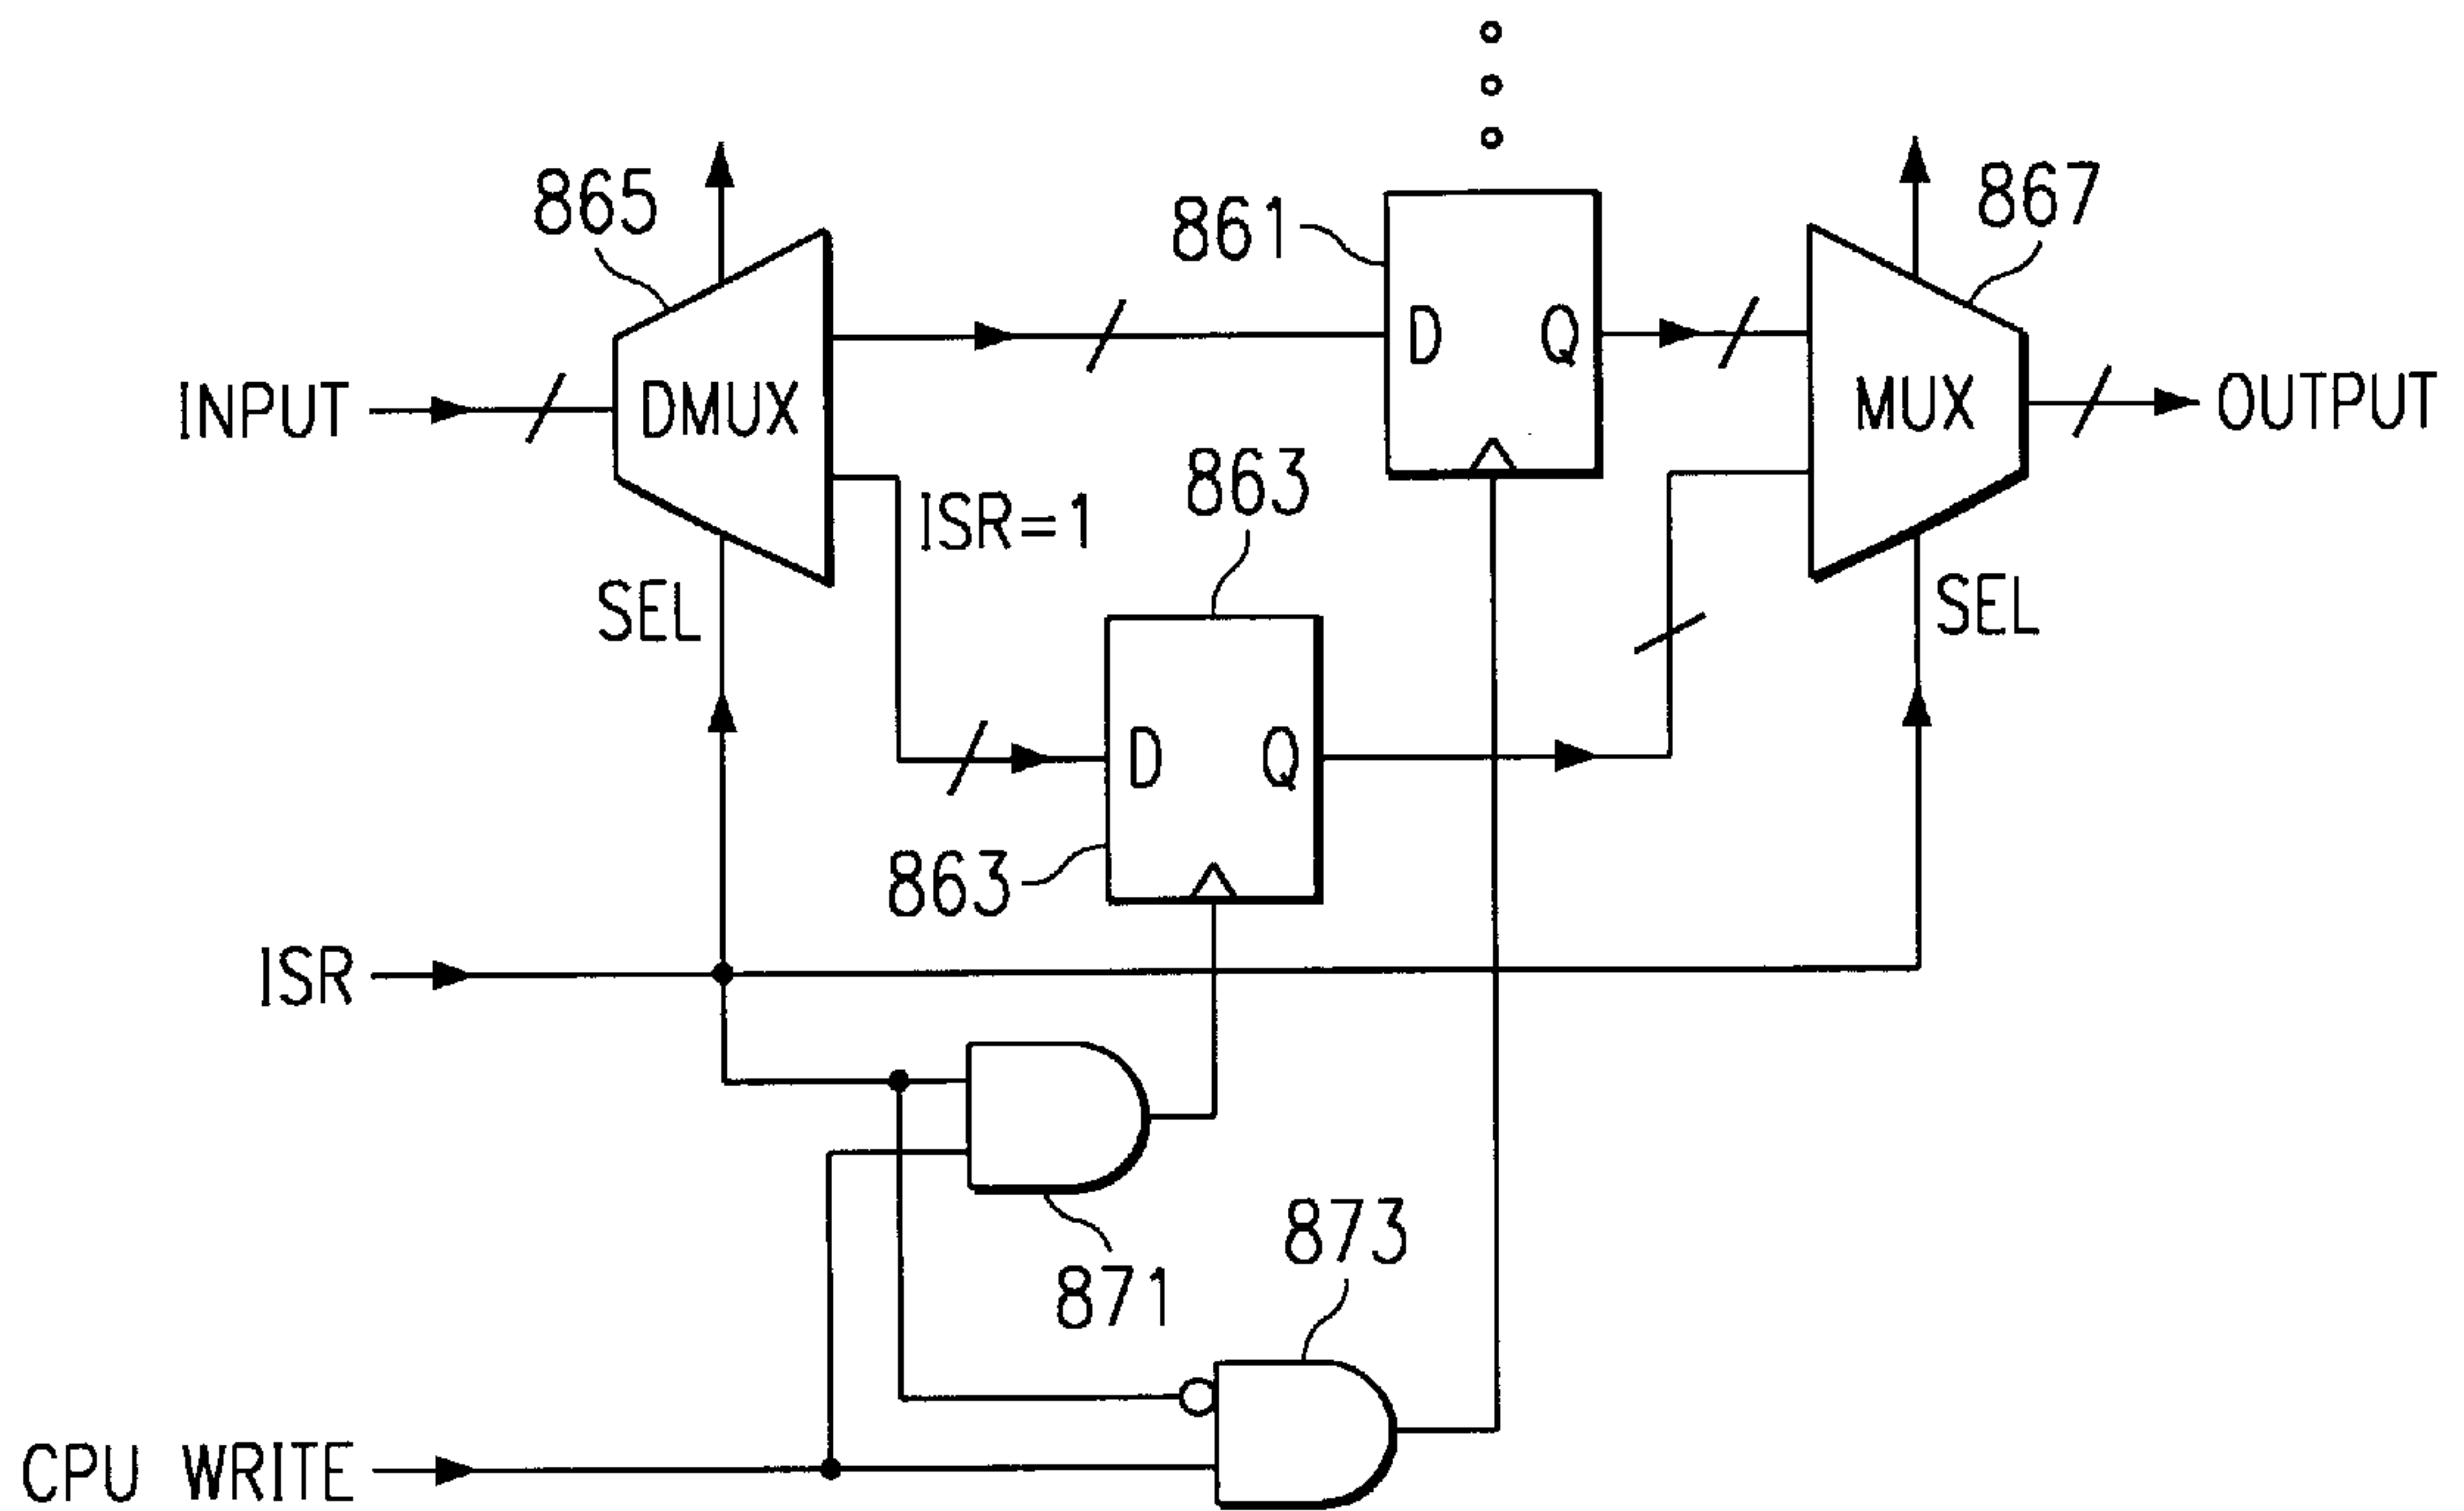 865
861
867
D
Q
INPUT
DMUX
MUX
OUTPUT
863
ISR=1
SEL
SEL
D
Q
863
ISR
873
871
CPU WRITE